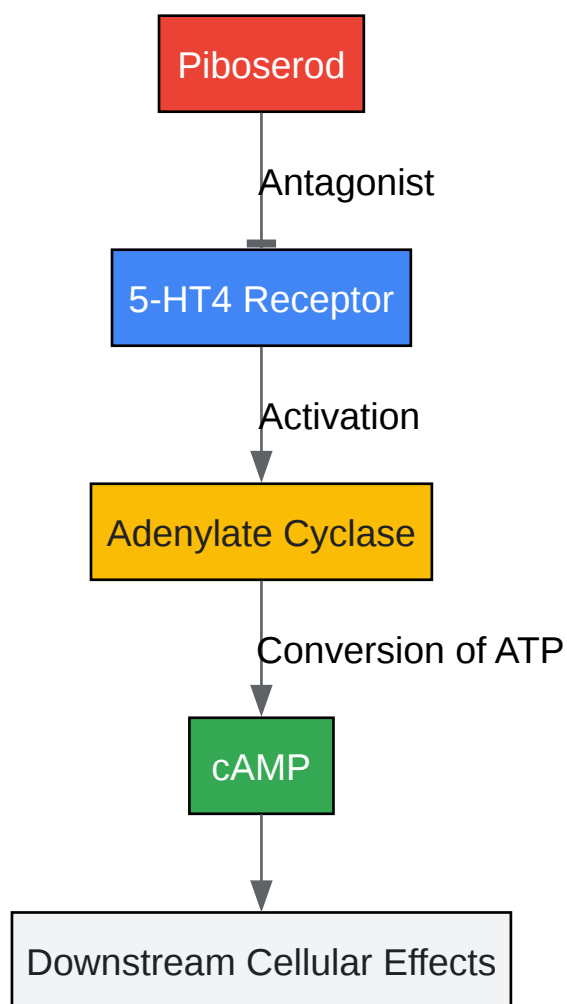 Piboserod
Antagonist
5-HT4 Receptor
Activation
Adenylate Cyclase
Conversion of ATP
cAMP
Downstream Cellular Effects